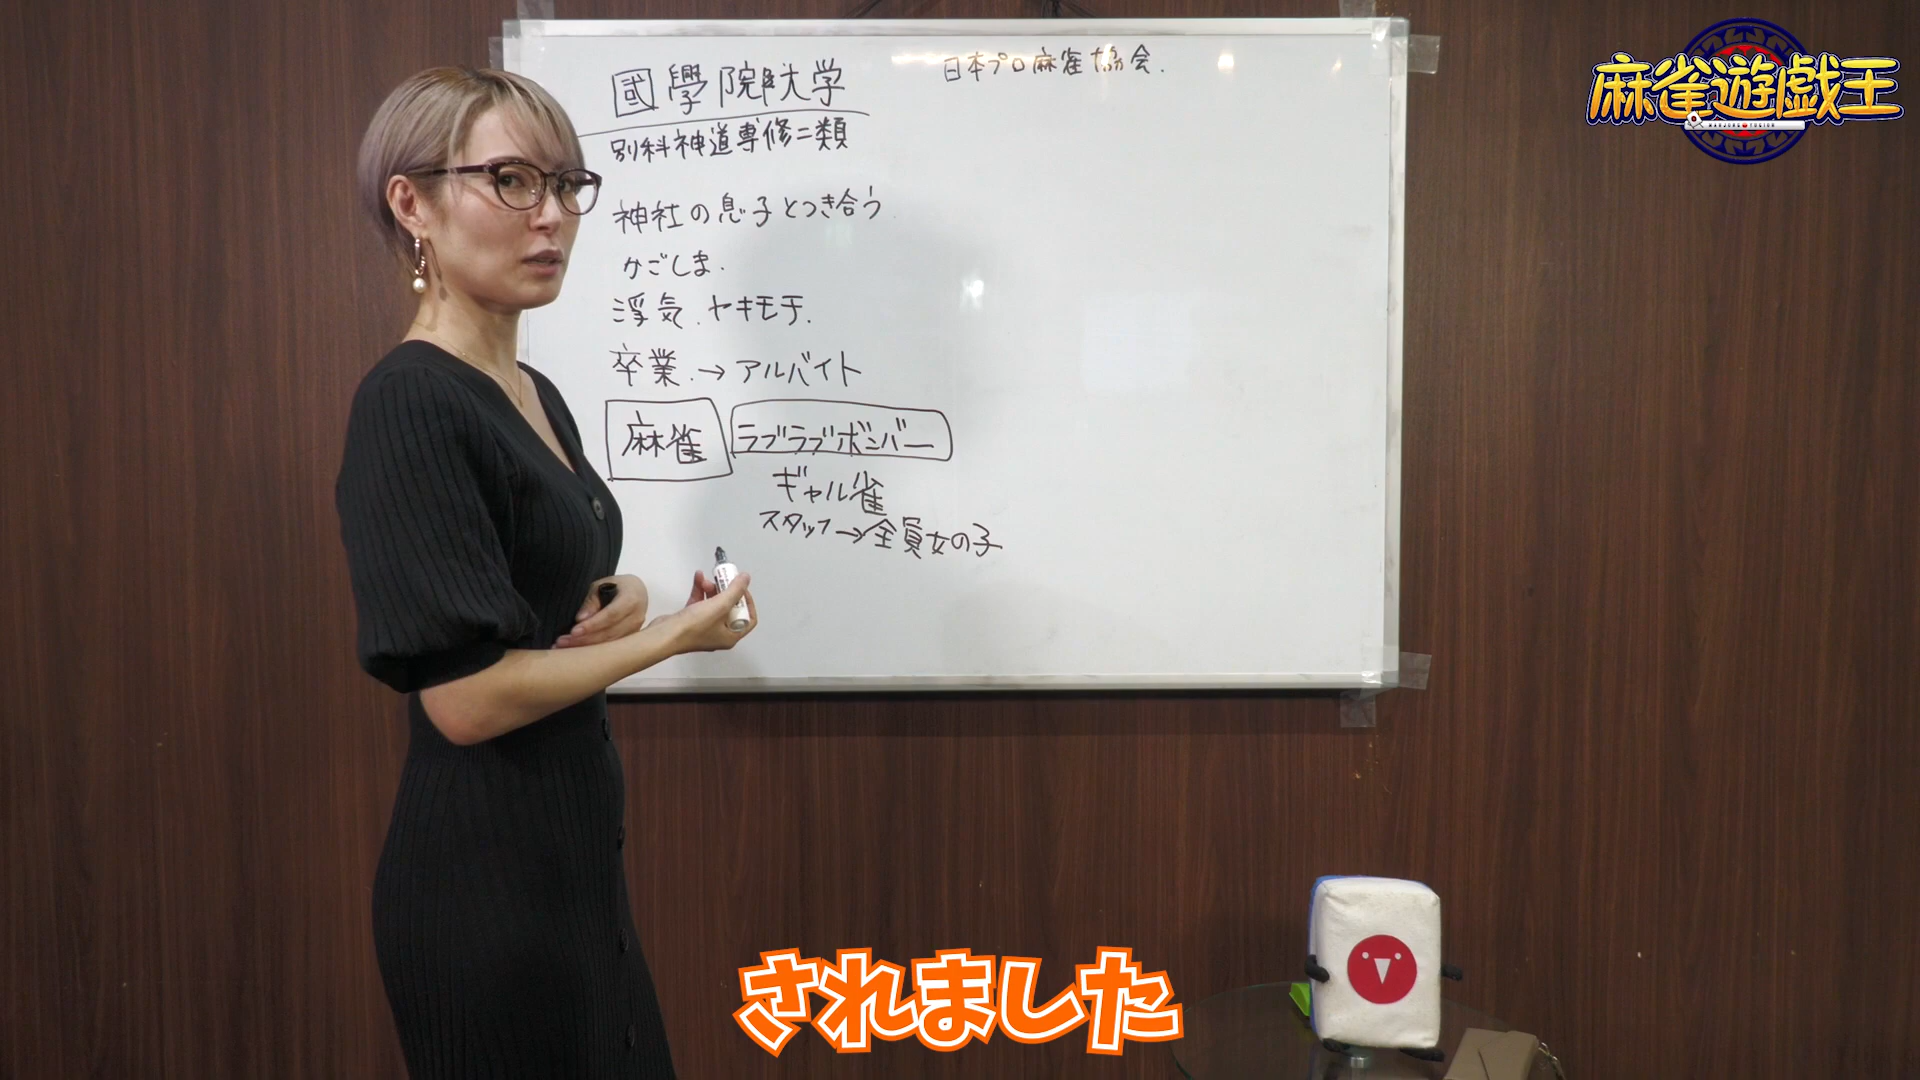 國學院大学
別科神道専修二類
神社の息子とつき合う
かごしま.
浮気.ヤキモチ.
卒業.→アルバイト
麻雀 ラブラブボンバー
ギャル雀
スタッフ→全員女の子
日本プロ麻雀協会.
麻雀遊戯王
されました